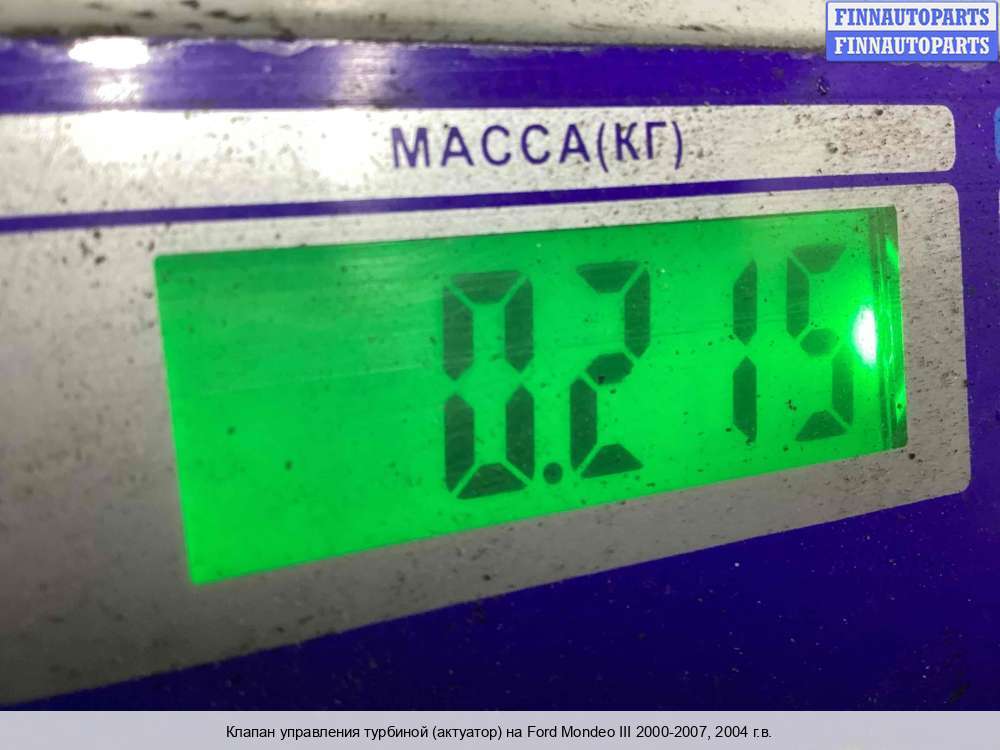 FINNAUTOPARTS
FINNAUTOPARTS
МАССА(КГ)
0.215
Клапан управления турбиной (актуатор) на Ford Mondeo III 2000-2007, 2004 г.в.